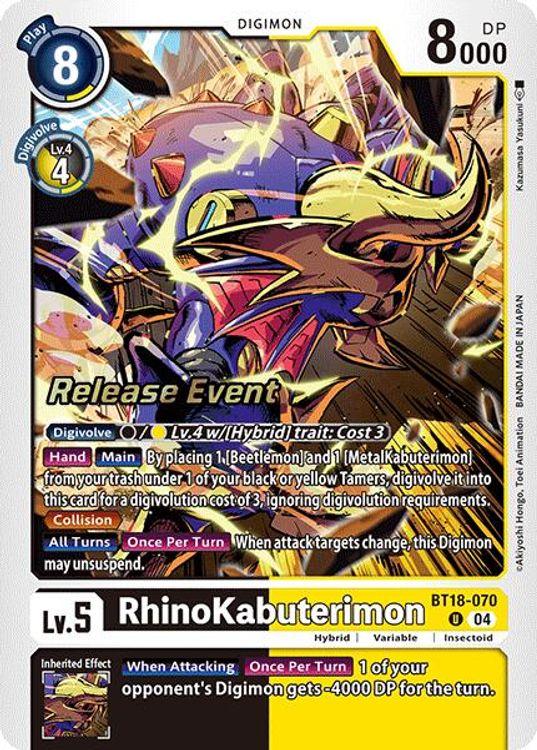 DIGIMON
Play
8
8000
DP
Digivolve
Lv.4
4
Kazumasa Yasukuni
©Akiyoshi Hongo, Toei Animation BANDAI MADE IN JAPAN
Release Event
Digivolve / Lv.4 w/[Hybrid] trait: Cost 3
Hand Main By placing 1 [Beetlemon] and 1 [MetalKabuterimon]
from your trash under 1 of your black or yellow Tamers, digivolve it into
this card for a digivolution cost of 3, ignoring digivolution requirements.
Collision
All Turns Once Per Turn When attack targets change, this Digimon
may unsuspend.
Lv.5 RhinoKabuterimon
BT18-070
U 04
Hybrid | Variable | Insectoid
Inherited Effect
When Attacking Once Per Turn 1 of your
opponent's Digimon gets -4000 DP for the turn.